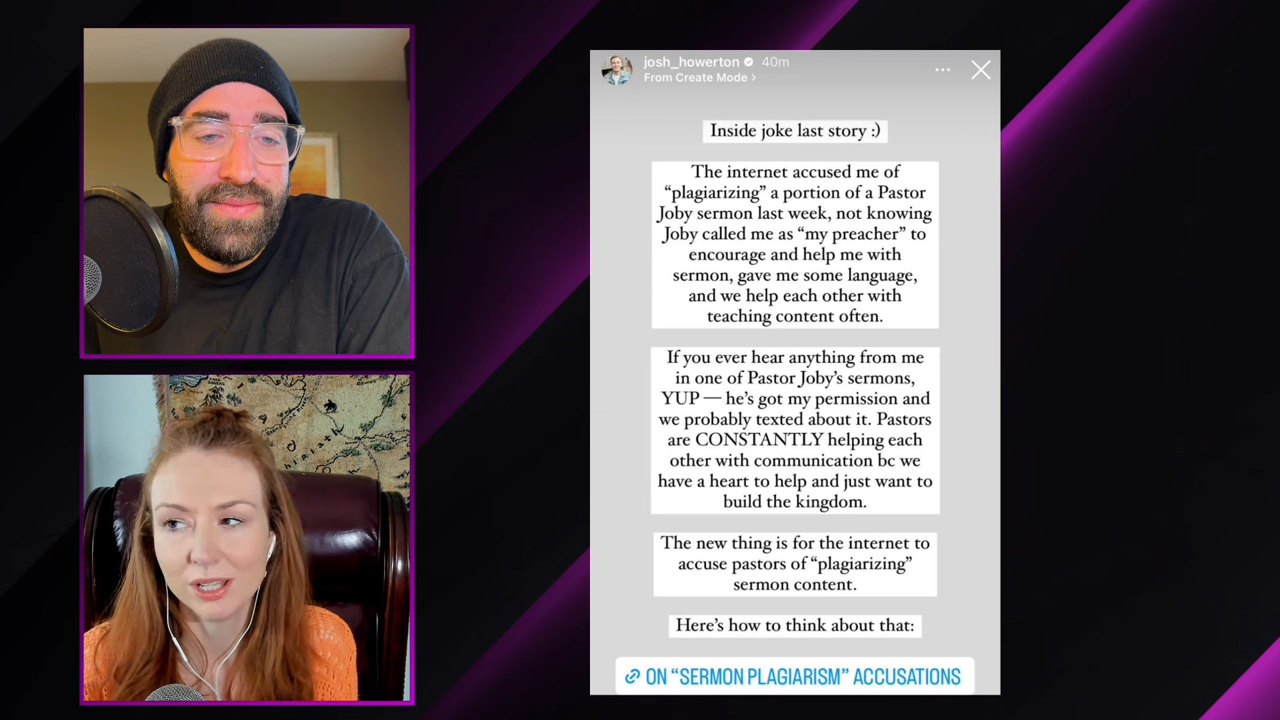 josh_howerton 40m
From Create Mode >
Inside joke last story :)
The internet accused me of
“plagiarizing” a portion of a Pastor
Joby sermon last week, not knowing
Joby called me as “my preacher” to
encourage and help me with
sermon, gave me some language,
and we help each other with
teaching content often.
If you ever hear anything from me
in one of Pastor Joby’s sermons,
YUP — he’s got my permission and
we probably texted about it. Pastors
are CONSTANTLY helping each
other with communication bc we
have a heart to help and just want to
build the kingdom.
The new thing is for the internet to
accuse pastors of “plagiarizing”
sermon content.
Here’s how to think about that:
ON “SERMON PLAGIARISM” ACCUSATIONS